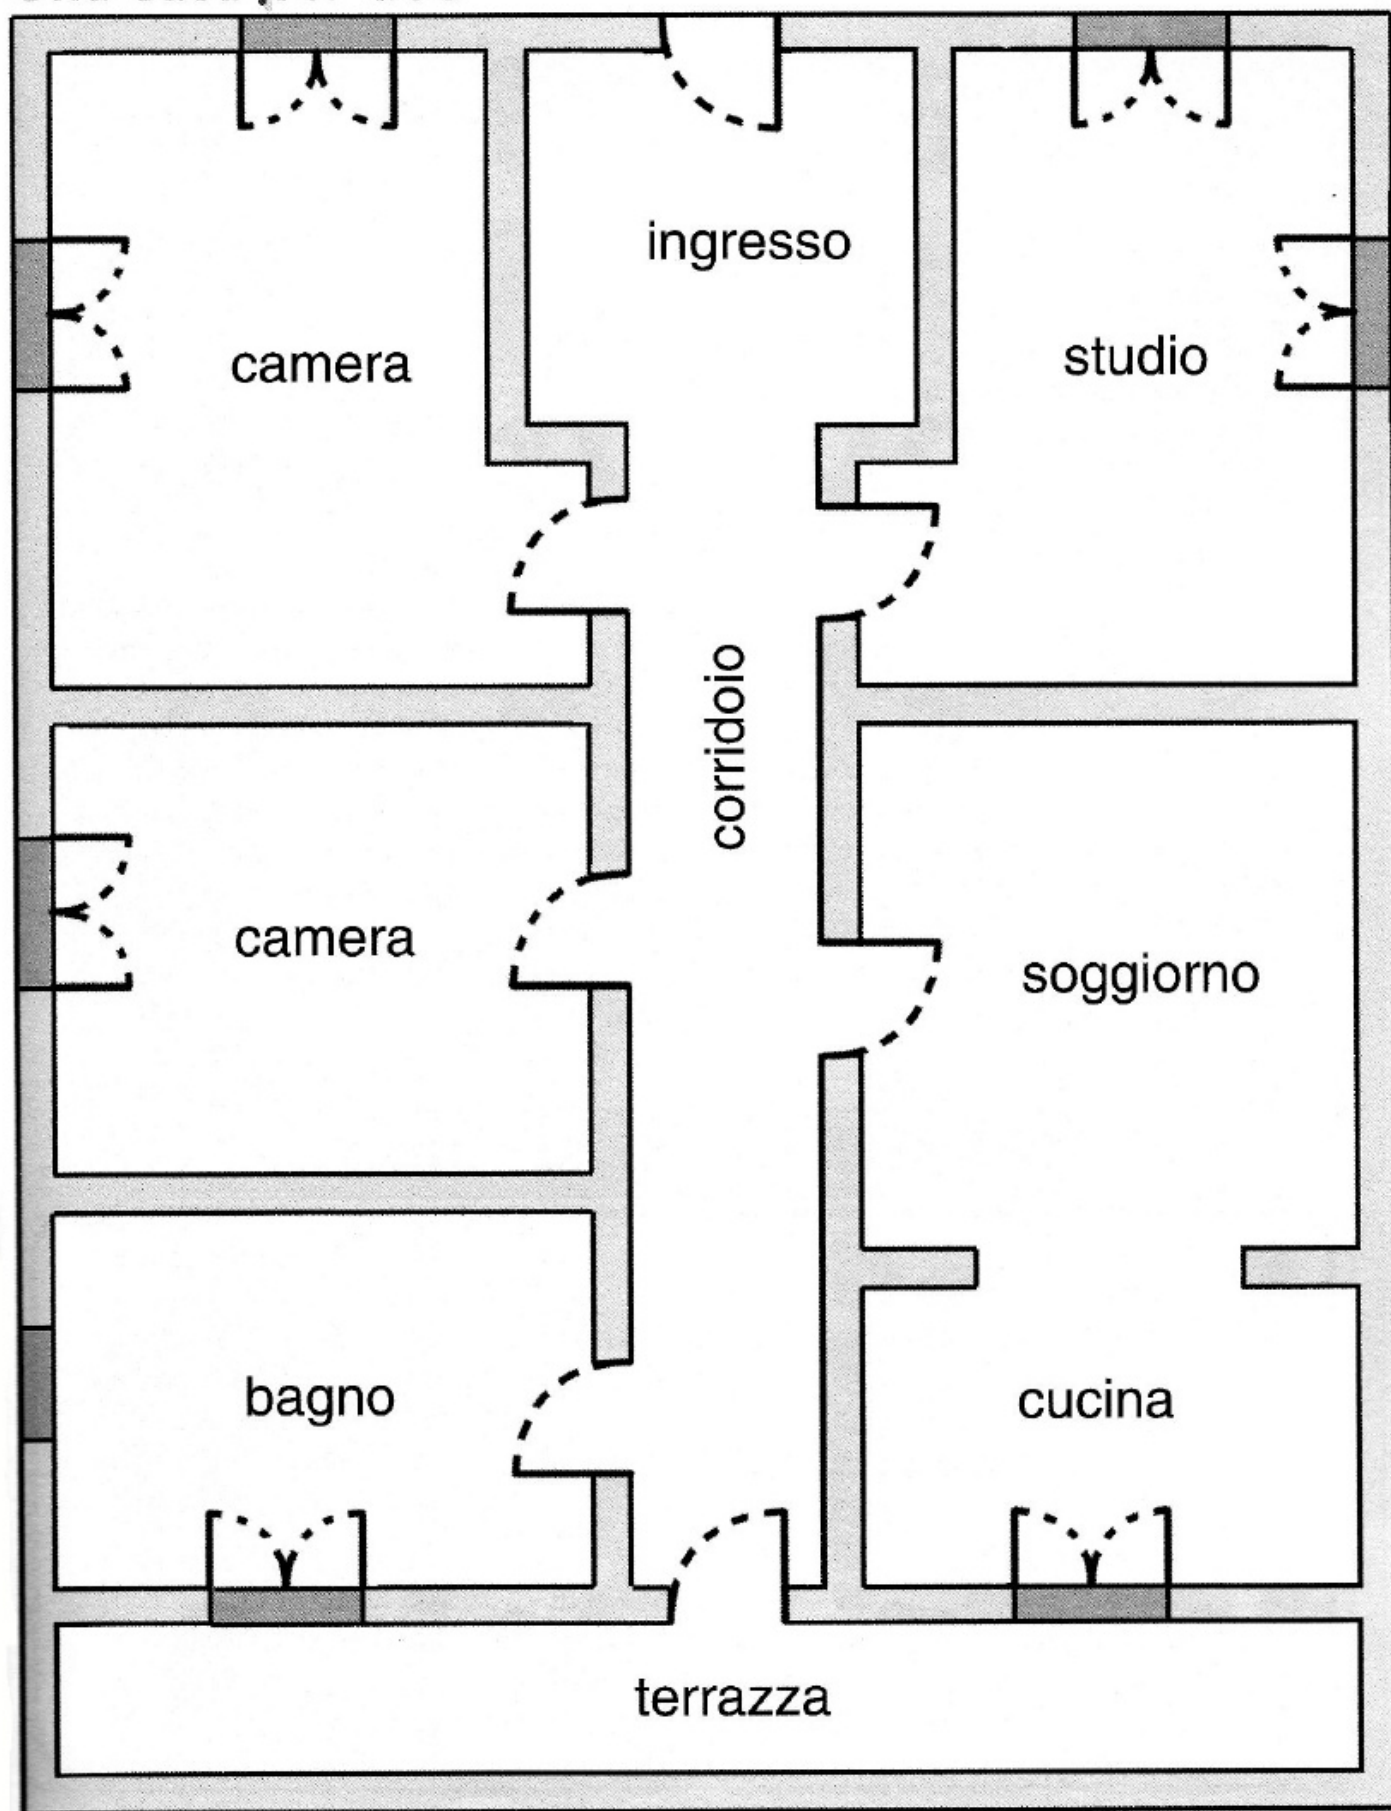 ingresso
camera
studio
corridoio
camera
soggiorno
bagno
cucina
terrazza